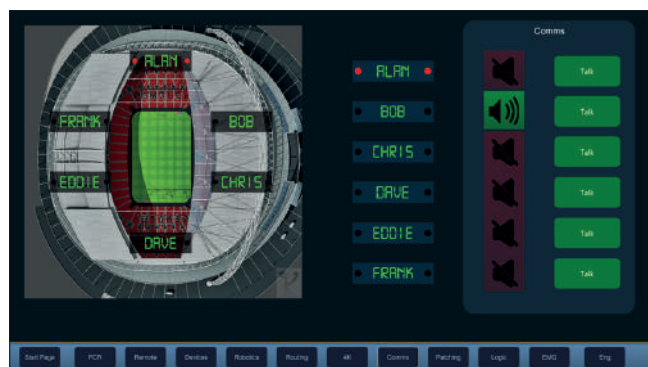 Comms
ALAN
FRANK
BOB
EDDIE
CHRIS
DAVE
ALAN
Talk
BOB
Talk
CHRIS
Talk
DAVE
Talk
EDDIE
Talk
FRANK
Talk
Start Page
PCR
Remote
Devices
Robotics
Routing
4K
Comms
Patching
Logic
EMG
Eng